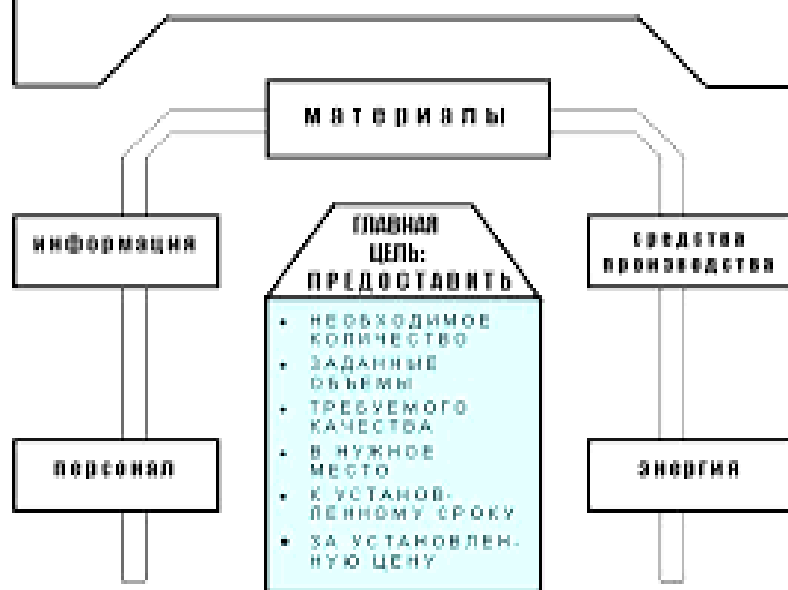 материалы
информация
средства
производства
ГЛАВНАЯ
ЦЕЛЬ:
ПРЕДОСТАВИТЬ
• НЕОБХОДИМОЕ
КОЛИЧЕСТВО
• ЗАДАННЫЕ
ОБЪЕМЫ
• ТРЕБУЕМОГО
КАЧЕСТВА
• В НУЖНОЕ
МЕСТО
• К УСТАНОВ-
ЛЕННОМУ СРОКУ
• ЗА УСТАНОВЛЕН-
НУЮ ЦЕНУ
персонал
энергия